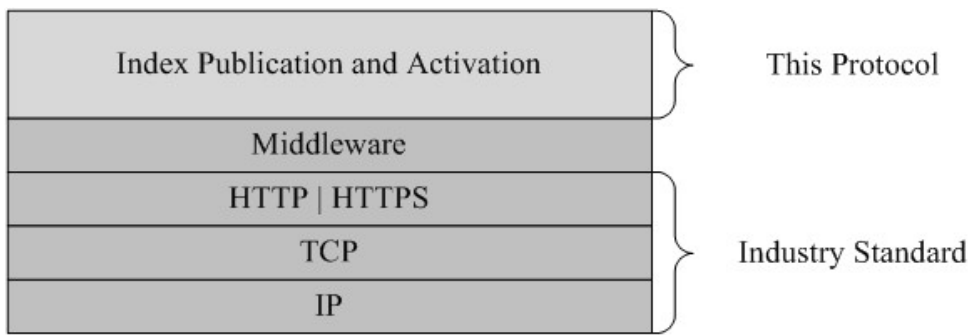 Index Publication and Activation
This Protocol
Middleware
HTTP | HTTPS
TCP
Industry Standard
IP